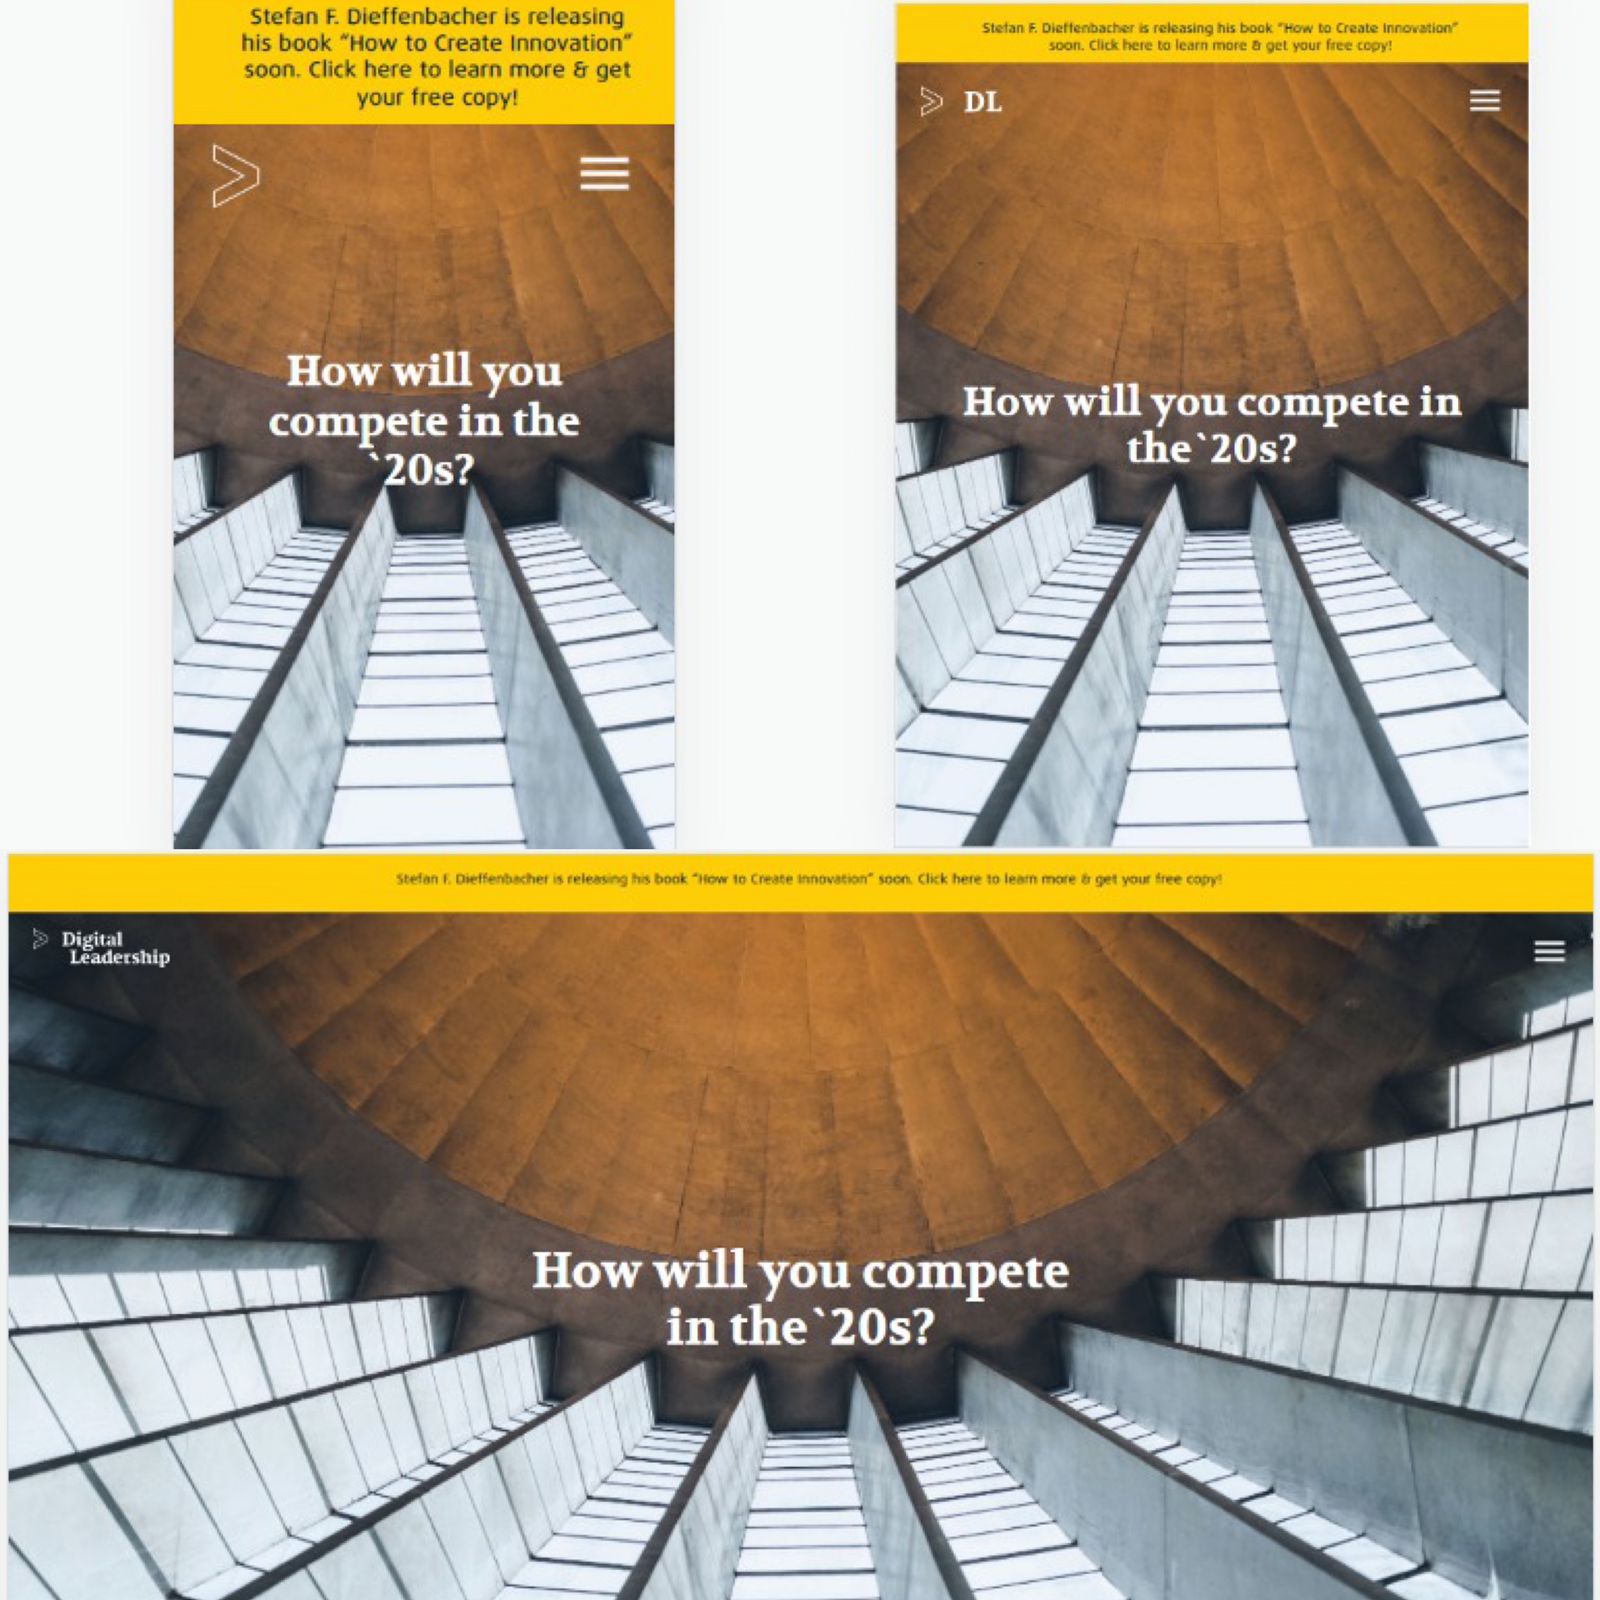 Stefan F. Dieffenbacher is releasing
his book “How to Create Innovation”
soon. Click here to learn more & get
your free copy!
How will you
compete in the
`20s?
Stefan F. Dieffenbacher is releasing his book “How to Create Innovation”
soon. Click here to learn more & get your free copy!
DL
How will you compete in
the `20s?
Stefan F. Dieffenbacher is releasing his book “How to Create Innovation” soon. Click here to learn more & get your free copy!
Digital
Leadership
How will you compete
in the `20s?